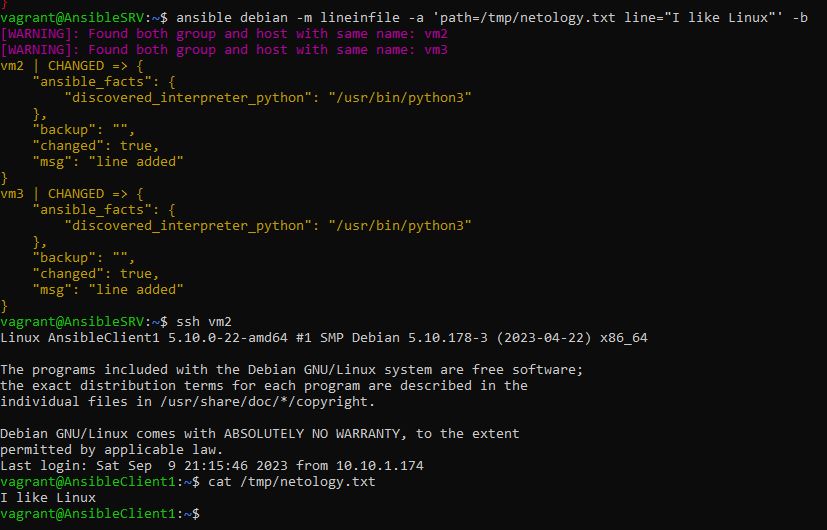 }
vagrant@AnsibleSRV:~$ ansible debian -m lineinfile -a 'path=/tmp/netology.txt line="I like Linux"' -b
[WARNING]: Found both group and host with same name: vm2
[WARNING]: Found both group and host with same name: vm3
vm2 | CHANGED => {
    "ansible_facts": {
        "discovered_interpreter_python": "/usr/bin/python3"
    },
    "backup": "",
    "changed": true,
    "msg": "line added"
}
vm3 | CHANGED => {
    "ansible_facts": {
        "discovered_interpreter_python": "/usr/bin/python3"
    },
    "backup": "",
    "changed": true,
    "msg": "line added"
}
vagrant@AnsibleSRV:~$ ssh vm2
Linux AnsibleClient1 5.10.0-22-amd64 #1 SMP Debian 5.10.178-3 (2023-04-22) x86_64

The programs included with the Debian GNU/Linux system are free software;
the exact distribution terms for each program are described in the
individual files in /usr/share/doc/*/copyright.

Debian GNU/Linux comes with ABSOLUTELY NO WARRANTY, to the extent
permitted by applicable law.
Last login: Sat Sep  9 21:15:46 2023 from 10.10.1.174
vagrant@AnsibleClient1:~$ cat /tmp/netology.txt
I like Linux
vagrant@AnsibleClient1:~$